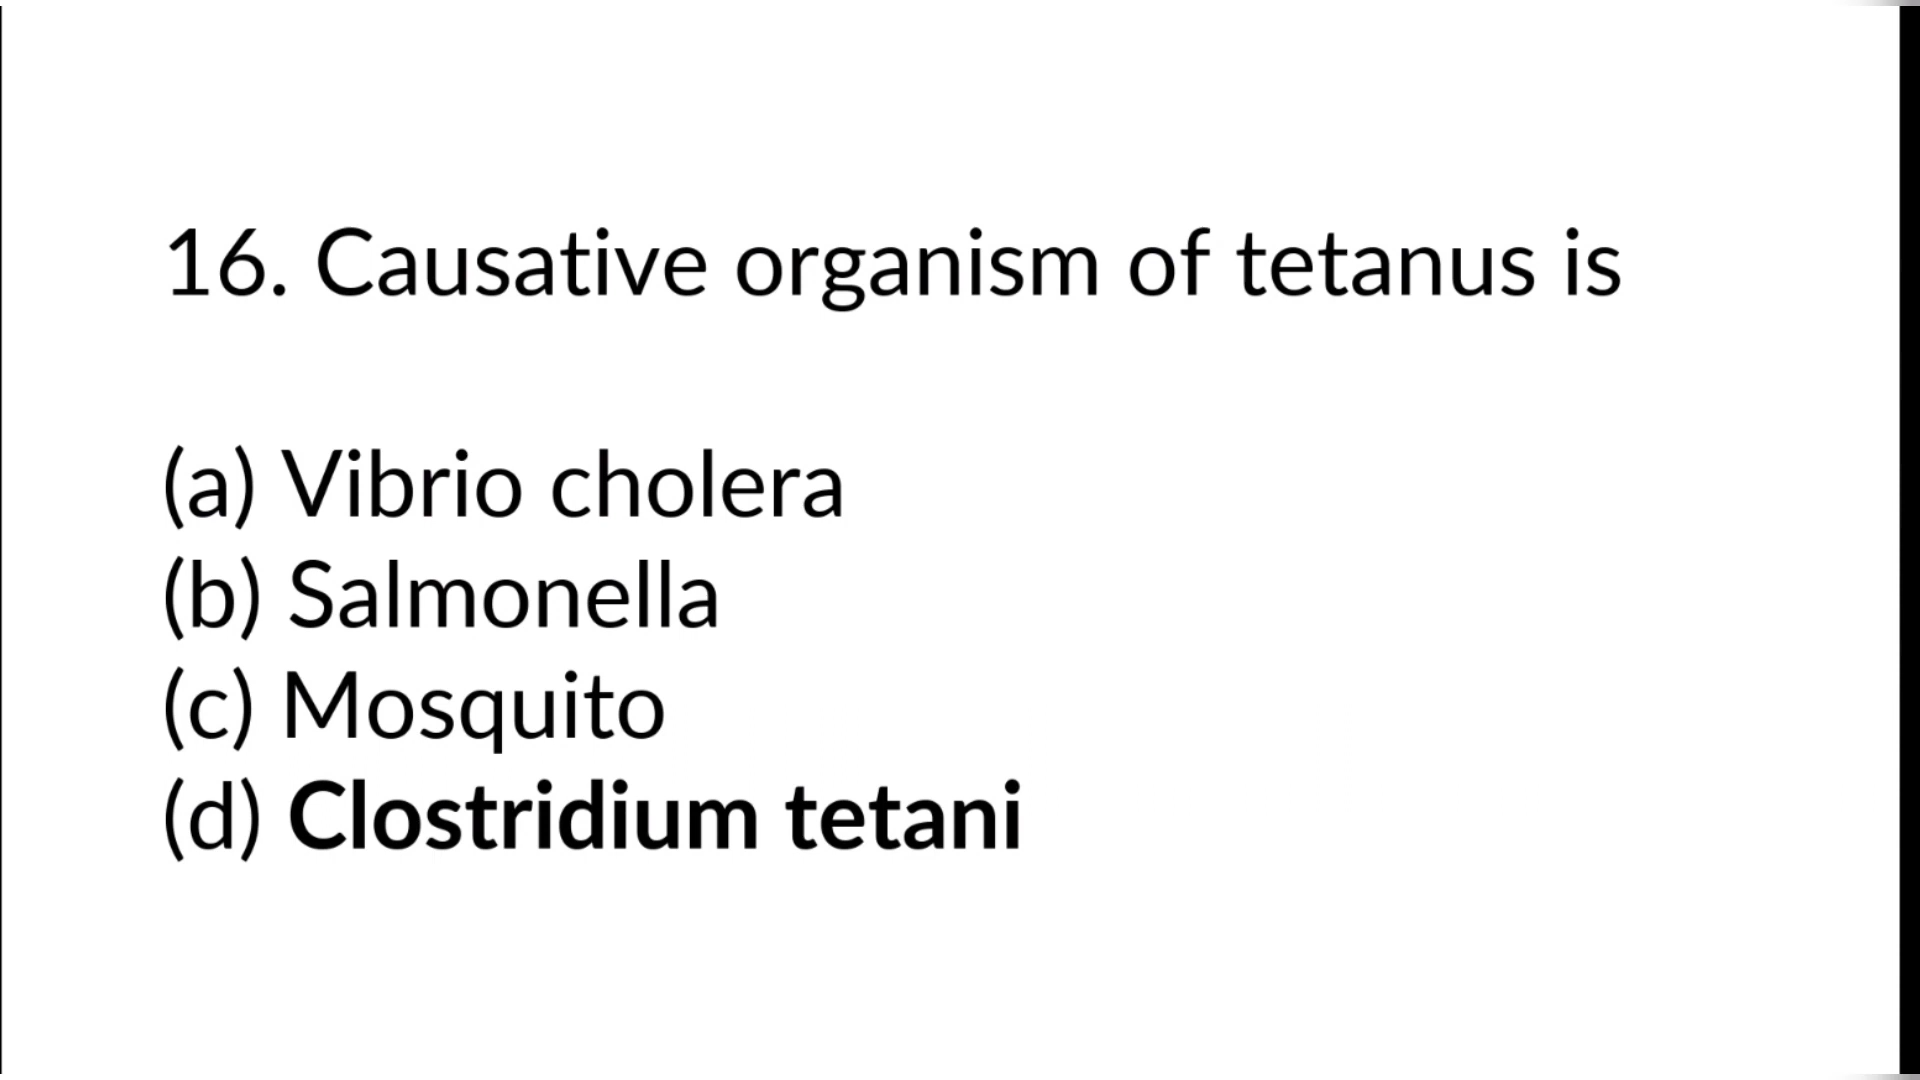 16. Causative organism of tetanus is
(a) Vibrio cholera
(b) Salmonella
(c) Mosquito
(d) Clostridium tetani